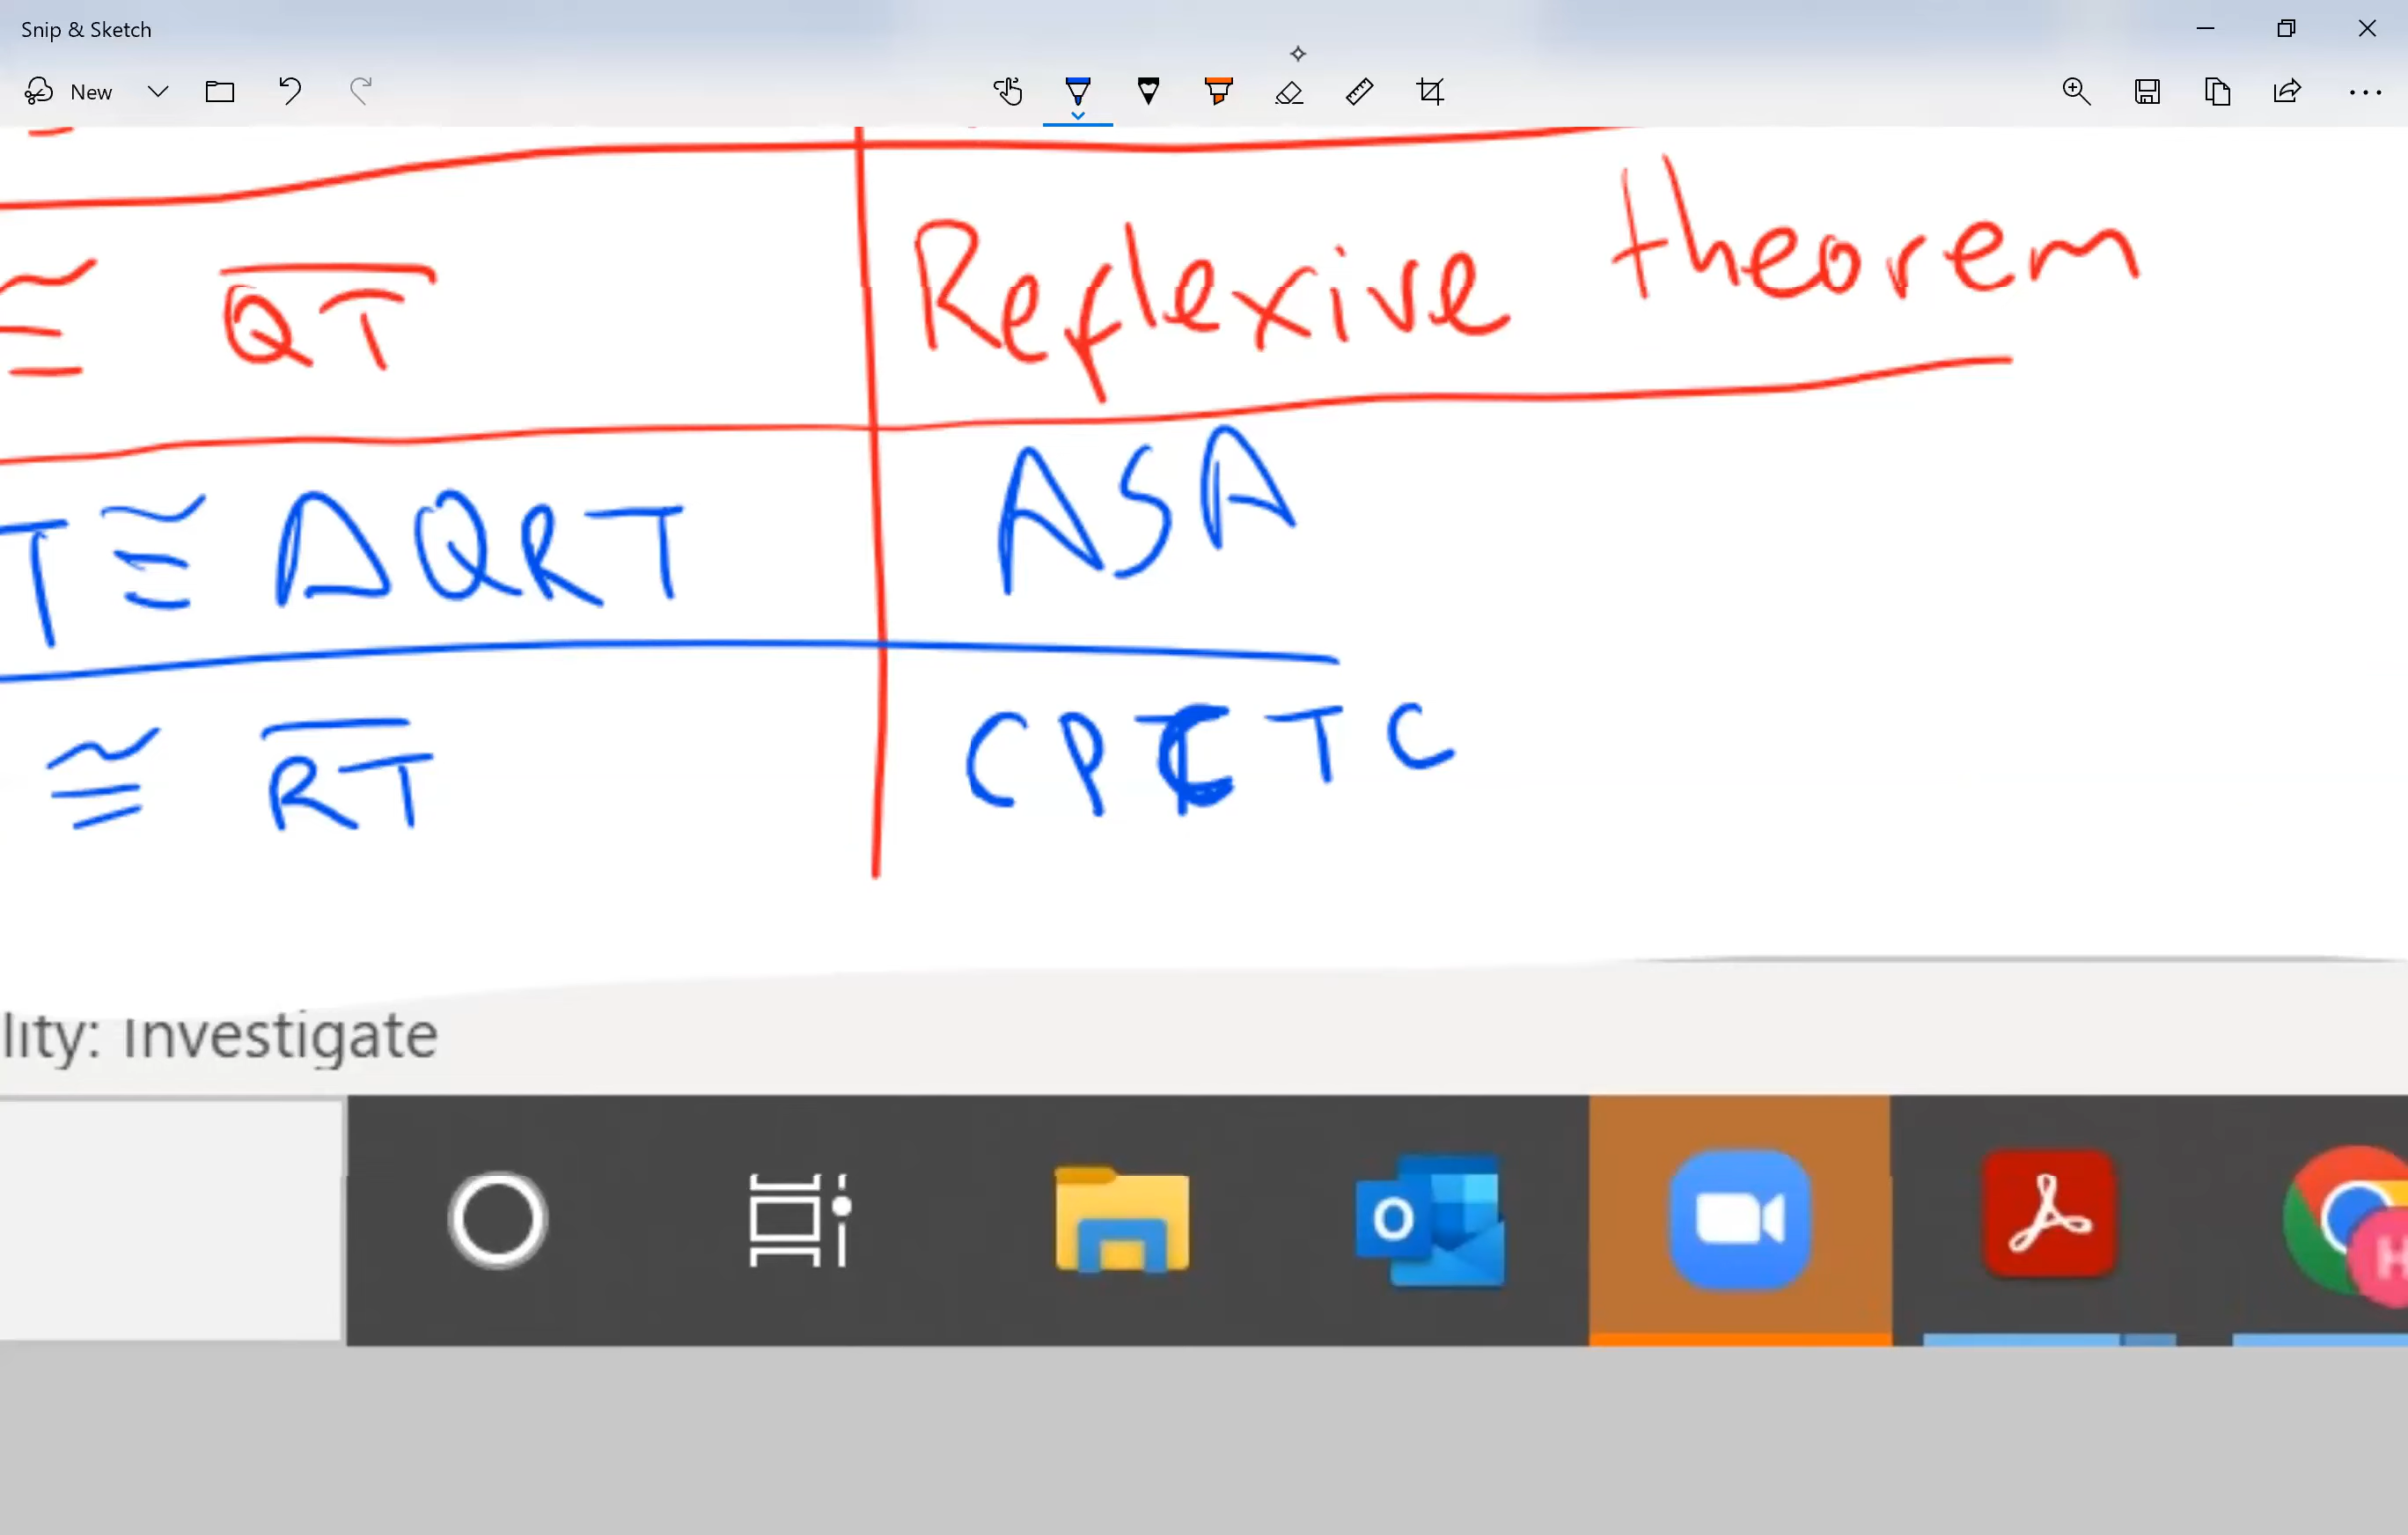 Snip & Sketch
New
≅ QT Reflexive theorem
T ≅ ΔQRT ASA
≅ RT CPCTC
lity: Investigate